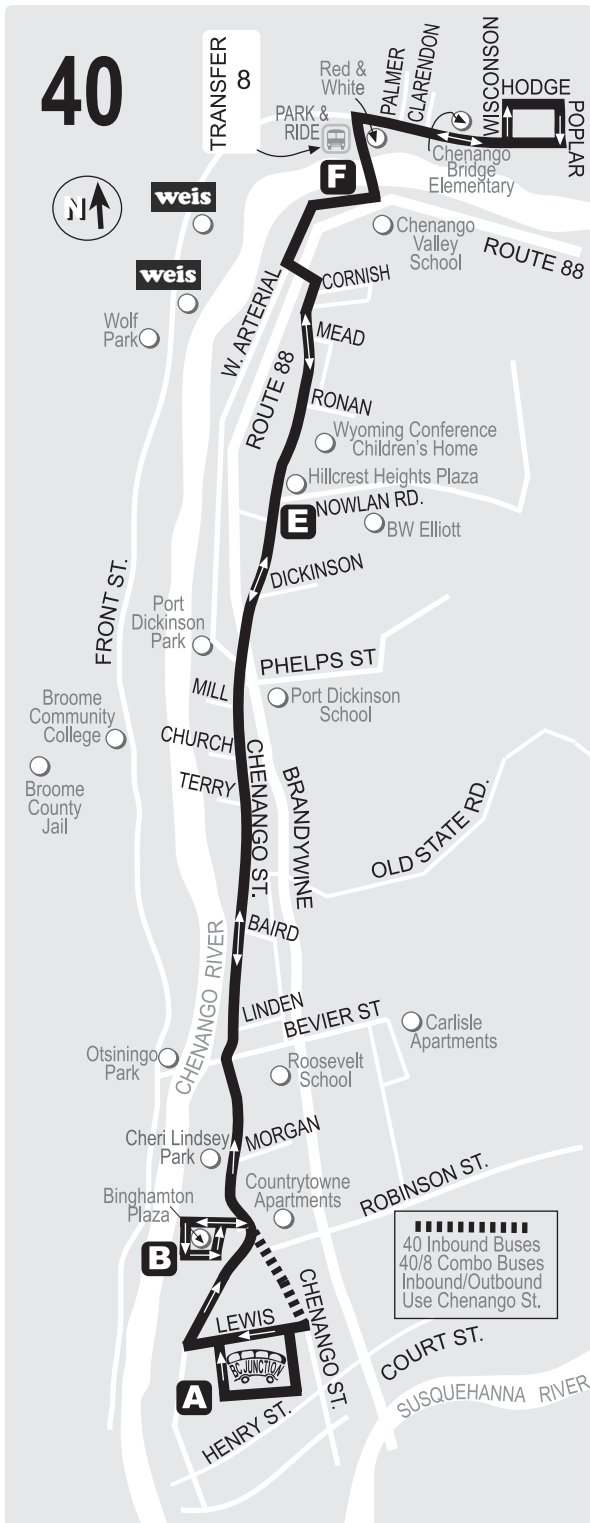 40
TRANSFER
8
N
weis
weis
Wolf
Park
PARK &
RIDE
Red &
White
PALMER
CLARENDON
WISCONSON
HODGE
POPLAR
Chenango
Bridge
Elementary
F
Chenango
Valley
School
ROUTE 88
W. ARTERIAL
CORNISH
MEAD
ROUTE 88
RONAN
Wyoming Conference
Children's Home
Hillcrest Heights Plaza
NOWLAN RD.
E
BW Elliott
DICKINSON
FRONT ST.
Port
Dickinson
Park
PHELPS ST
MILL
Port Dickinson
School
Broome
Community
College
CHURCH
Broome
County
Jail
TERRY
CHENANGO ST.
BRANDYWINE
OLD STATE RD.
BAIRD
CHENANGO RIVER
LINDEN
BEVIER ST
Carlisle
Apartments
Otsiningo
Park
Roosevelt
School
MORGAN
Cheri Lindsey
Park
Binghamton
Plaza
Countrytowne
Apartments
ROBINSON ST.
B
40 Inbound Buses
40/8 Combo Buses
Inbound/Outbound
Use Chenango St.
LEWIS
CHENANGO ST.
BC JUNCTION
A
HENRY ST.
COURT ST.
SUSQUEHANNA RIVER